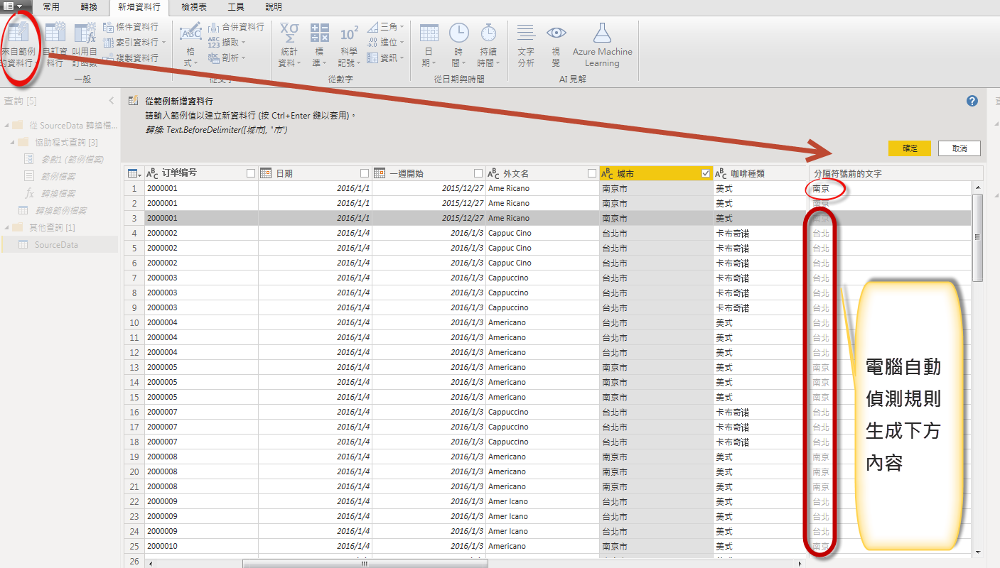 常用 轉換 新增資料行 檢視表 工具 說明
來自範例的資料行 自訂資料行 叫用自訂函數
條件資料行
索引資料行
複製資料行
一般
格式
合併資料行
擷取
剖析
從文字
統計資料 標準 科學記號
三角
進位
資訊
從數字
日期 時間 持續時間
從日期與時間
文字分析 視覺 Azure Machine Learning
AI 見解
查詢 [5]
從 SourceData 轉換檔...
協助程式查詢 [3]
參數1 (範例檔案)
範例檔案
轉換檔案
轉換範例檔案
其他查詢 [1]
SourceData
從範例新增資料行
請輸入範例值以建立新資料行 (按 Ctrl+Enter 鍵以套用)。
轉換: Text.BeforeDelimiter([城市], "市")
確定 取消
订单编号 日期 一週開始 外文名 城市 咖啡種類 分隔符號前的文字
1 2000001 2016/1/1 2015/12/27 Ame Ricano 南京市 美式 南京
2 2000001 2016/1/1 2015/12/27 Ame Ricano 南京市 美式 南京
3 2000001 2016/1/1 2015/12/27 Ame Ricano 南京市 美式 南京
4 2000002 2016/1/4 2016/1/3 Cappuc Cino 台北市 卡布奇诺 台北
5 2000002 2016/1/4 2016/1/3 Cappuc Cino 台北市 卡布奇诺 台北
6 2000002 2016/1/4 2016/1/3 Cappuc Cino 台北市 卡布奇诺 台北
7 2000003 2016/1/4 2016/1/3 Cappuccino 台北市 卡布奇诺 台北
8 2000003 2016/1/4 2016/1/3 Cappuccino 台北市 卡布奇诺 台北
9 2000003 2016/1/4 2016/1/3 Cappuccino 台北市 卡布奇诺 台北
10 2000004 2016/1/4 2016/1/3 Americano 台北市 美式 台北
11 2000004 2016/1/4 2016/1/3 Americano 台北市 美式 台北
12 2000004 2016/1/4 2016/1/3 Americano 台北市 美式 台北
13 2000005 2016/1/4 2016/1/3 Americano 南京市 美式 南京
14 2000005 2016/1/4 2016/1/3 Americano 南京市 美式 南京
15 2000005 2016/1/4 2016/1/3 Americano 南京市 美式 南京
16 2000007 2016/1/4 2016/1/3 Cappuccino 台北市 卡布奇诺 台北
17 2000007 2016/1/4 2016/1/3 Cappuccino 台北市 卡布奇诺 台北
18 2000007 2016/1/4 2016/1/3 Cappuccino 台北市 卡布奇诺 台北
19 2000008 2016/1/4 2016/1/3 Americano 南京市 美式 南京
20 2000008 2016/1/4 2016/1/3 Americano 南京市 美式 南京
21 2000008 2016/1/4 2016/1/3 Americano 南京市 美式 南京
22 2000009 2016/1/4 2016/1/3 Amer Icano 台北市 美式 台北
23 2000009 2016/1/4 2016/1/3 Amer Icano 台北市 美式 台北
24 2000009 2016/1/4 2016/1/3 Amer Icano 台北市 美式 台北
25 2000010 2016/1/4 2016/1/3 Americano 南京市 美式 南京
26
電腦自動
偵測規則
生成下方
內容